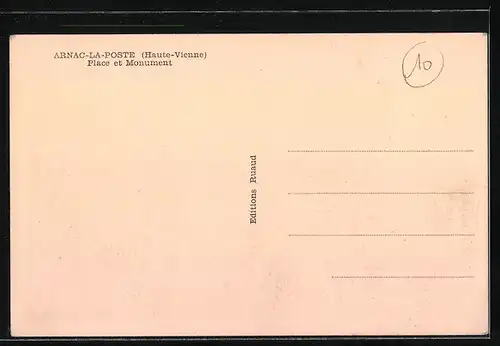 ARNAC-LA-POSTE (Haute-Vienne)
Place et Monument
10
Editions Ruaud